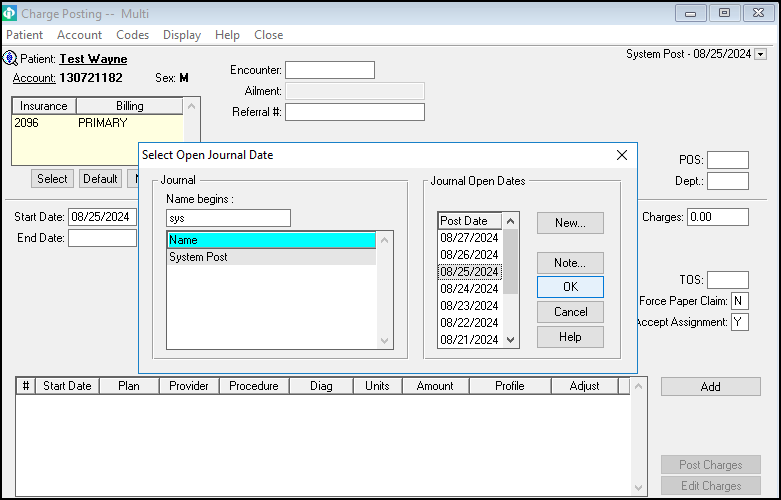 Charge Posting -- Multi
Patient Account Codes Display Help Close
Patient: Test Wayne
System Post - 08/25/2024
Account: 130721182 Sex: M
Encounter:
Ailment:
Referral #:
Insurance Billing
2096 PRIMARY
Select Default N
POS:
Dept.:
Start Date: 08/25/2024
End Date:
Charges: 0.00
TOS:
Force Paper Claim: N
Accept Assignment: Y
Select Open Journal Date
Journal
Name begins :
sys
Name
System Post
Journal Open Dates
Post Date
08/27/2024
08/26/2024
08/25/2024
08/24/2024
08/23/2024
08/22/2024
08/21/2024
New...
Note...
OK
Cancel
Help
# Start Date Plan Provider Procedure Diag Units Amount Profile Adjust
Add
Post Charges
Edit Charges